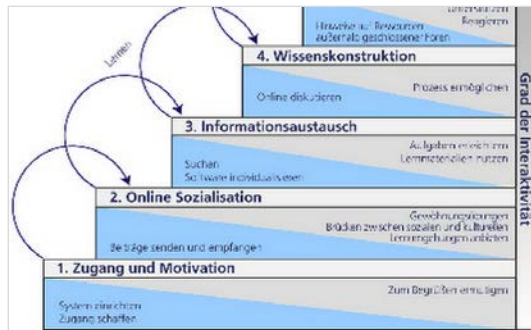 Reagieren
Hinweise auf Ressourcen
außerhalb geschlossener Foren
4. Wissenskonstruktion
Prozess ermöglichen
Online diskutieren
3. Informationsaustausch
Aufgaben erleichtern
Lernmaterialien nutzen
Suchen
Software individualisieren
2. Online Sozialisation
Gewöhnungsübungen
Brücken zwischen sozialen und kulturellen
Lernumgebungen anbieten
Beiträge senden und empfangen
1. Zugang und Motivation
Zum Begrüßen ermutigen
System einrichten
Zugang schaffen
Lernen
Grad der Interaktivität